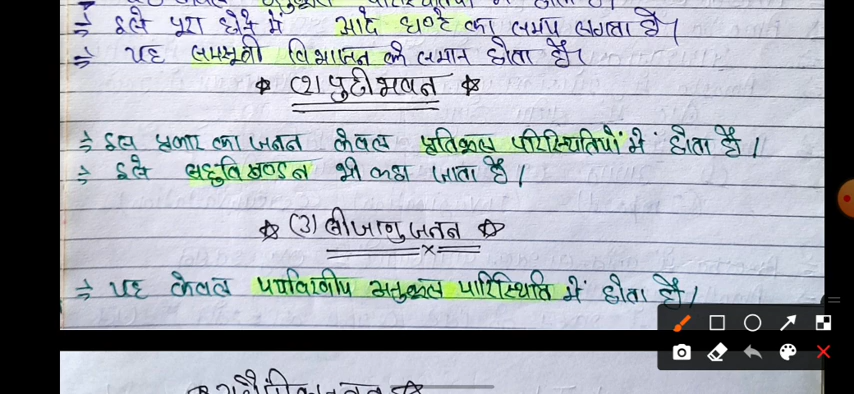 ⇒ इसे पूरा होने में आधे घण्टे का समय लगता है।
⇒ यह समसूत्री विभाजन के समान होता है।
☆ (2) पुटीभवन ☆
⇒ इस प्रकार का जनन केवल प्रतिकूल परिस्थितियों में होता है।
⇒ इसे बहुविखण्डन भी कहा जाता है।
☆ (3) बीजाणुजनन ☆
x
⇒ यह केवल पर्यावरणीय अनुकूल परिस्थिति में होता है।